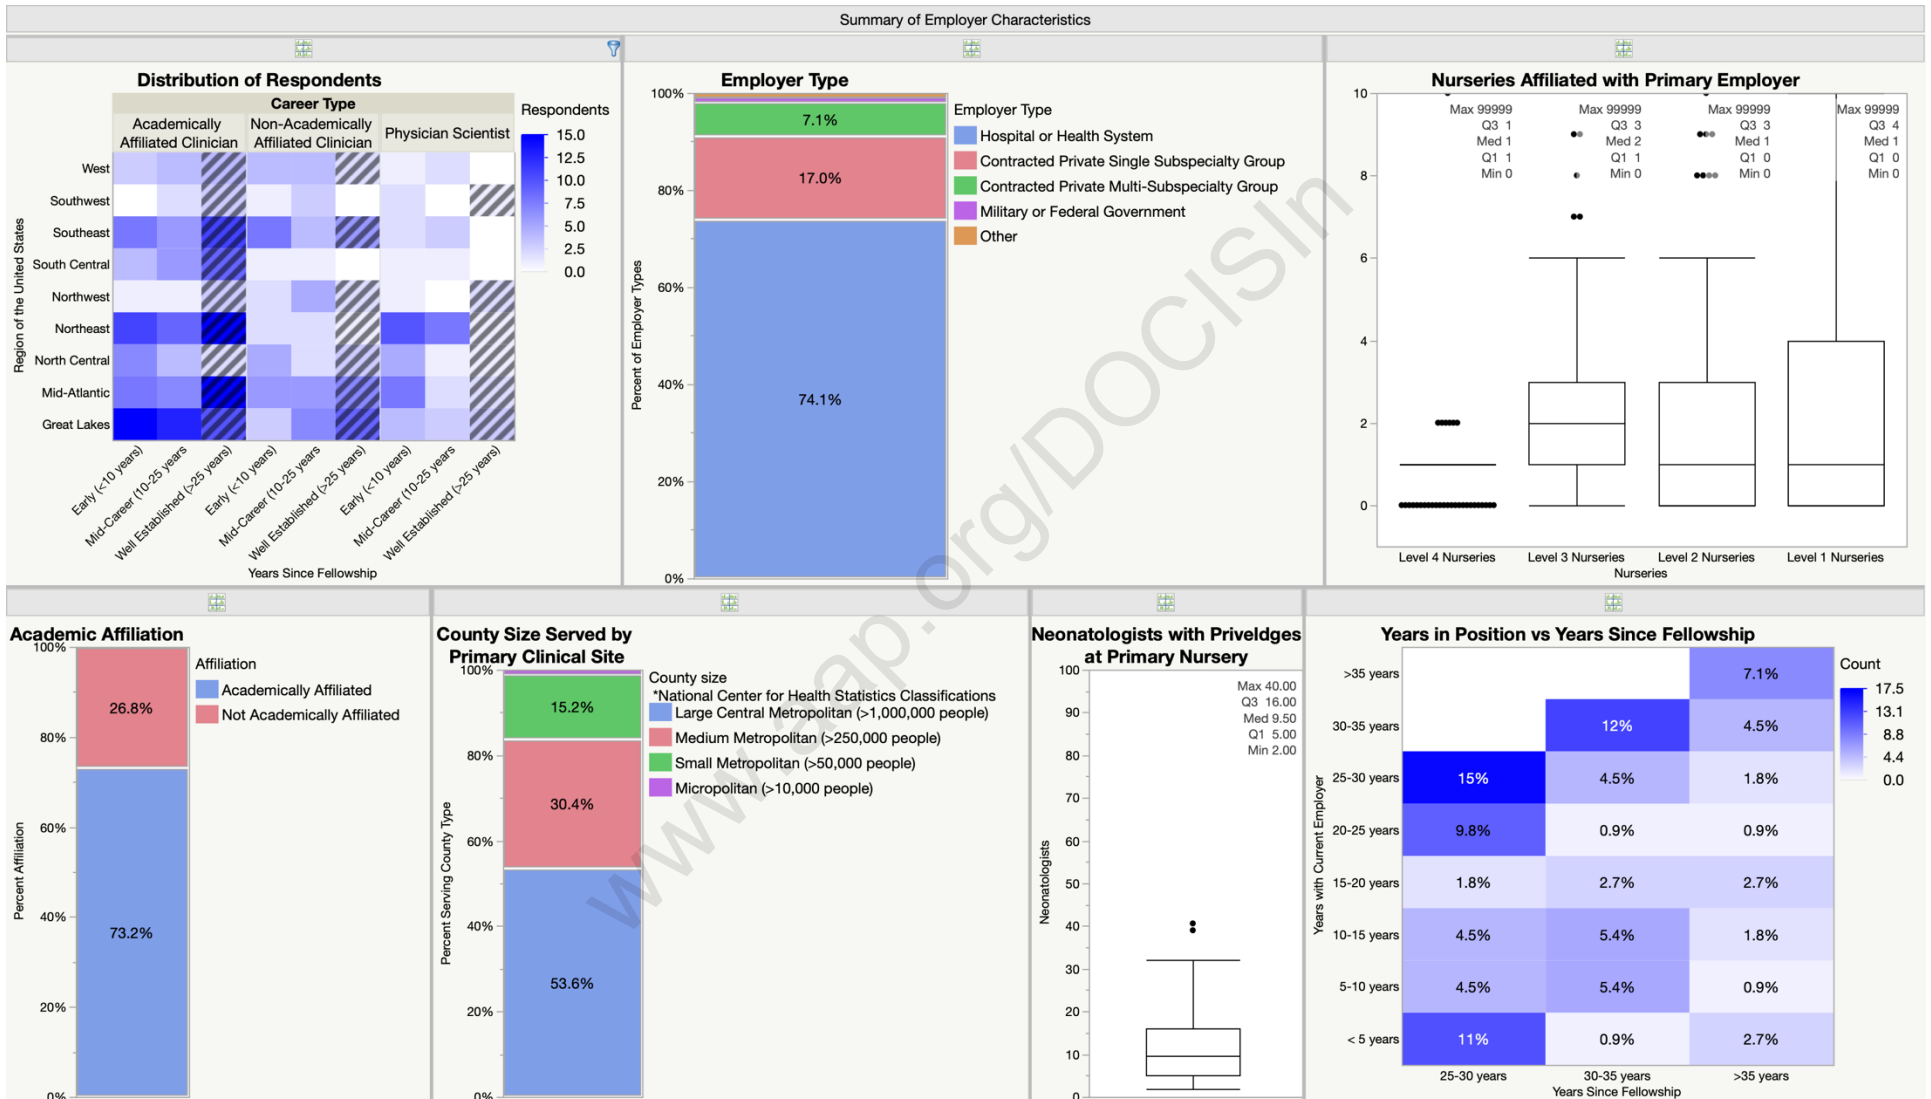 Summary of Employer Characteristics
Distribution of Respondents
Career Type
Academically
Affiliated Clinician
Non-Academically
Affiliated Clinician
Physician Scientist
Respondents
15.0
12.5
10.0
7.5
5.0
2.5
0.0
Region of the United States
West
Southwest
Southeast
South Central
Northwest
Northeast
North Central
Mid-Atlantic
Great Lakes
Early (<10 years)
Mid-Career (10-25 years
Well Established (>25 years)
Early (<10 years)
Mid-Career (10-25 years
Well Established (>25 years)
Early (<10 years)
Mid-Career (10-25 years
Well Established (>25 years)
Years Since Fellowship
Employer Type
Percent of Employer Types
100%
80%
60%
40%
20%
0%
7.1%
17.0%
74.1%
Employer Type
Hospital or Health System
Contracted Private Single Subspecialty Group
Contracted Private Multi-Subspecialty Group
Military or Federal Government
Other
Nurseries Affiliated with Primary Employer
10
8
6
4
2
0
Max 99999
Q3 1
Med 1
Q1 1
Min 0
Max 99999
Q3 3
Med 2
Q1 1
Min 0
Max 99999
Q3 3
Med 1
Q1 0
Min 0
Max 99999
Q3 4
Med 1
Q1 0
Min 0
Level 4 Nurseries
Level 3 Nurseries
Level 2 Nurseries
Level 1 Nurseries
Nurseries
Academic Affiliation
Percent Affiliation
100%
80%
60%
40%
20%
0%
26.8%
73.2%
Affiliation
Academically Affiliated
Not Academically Affiliated
County Size Served by
Primary Clinical Site
Percent Serving County Type
100%
80%
60%
40%
20%
0%
15.2%
30.4%
53.6%
County size
*National Center for Health Statistics Classifications
Large Central Metropolitan (>1,000,000 people)
Medium Metropolitan (>250,000 people)
Small Metropolitan (>50,000 people)
Micropolitan (>10,000 people)
Neonatologists with Priveldges
at Primary Nursery
Neonatologists
100
90
80
70
60
50
40
30
20
10
0
Max 40.00
Q3 16.00
Med 9.50
Q1 5.00
Min 2.00
Years in Position vs Years Since Fellowship
Years with Current Employer
>35 years 7.1%
30-35 years 12% 4.5%
25-30 years 15% 4.5% 1.8%
20-25 years 9.8% 0.9% 0.9%
15-20 years 1.8% 2.7% 2.7%
10-15 years 4.5% 5.4% 1.8%
5-10 years 4.5% 5.4% 0.9%
< 5 years 11% 0.9% 2.7%
25-30 years 30-35 years >35 years
Years Since Fellowship
Count
17.5
13.1
8.8
4.4
0.0
www.aap.org/DOCISIn